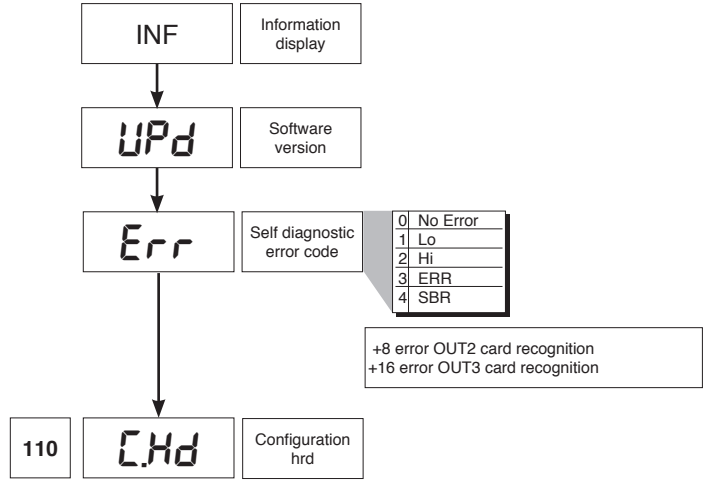 INF
Information
display
UPd
Software
version
Err
Self diagnostic
error code
0 No Error
1 Lo
2 Hi
3 ERR
4 SBR
+8 error OUT2 card recognition
+16 error OUT3 card recognition
110
C.Hd
Configuration
hrd